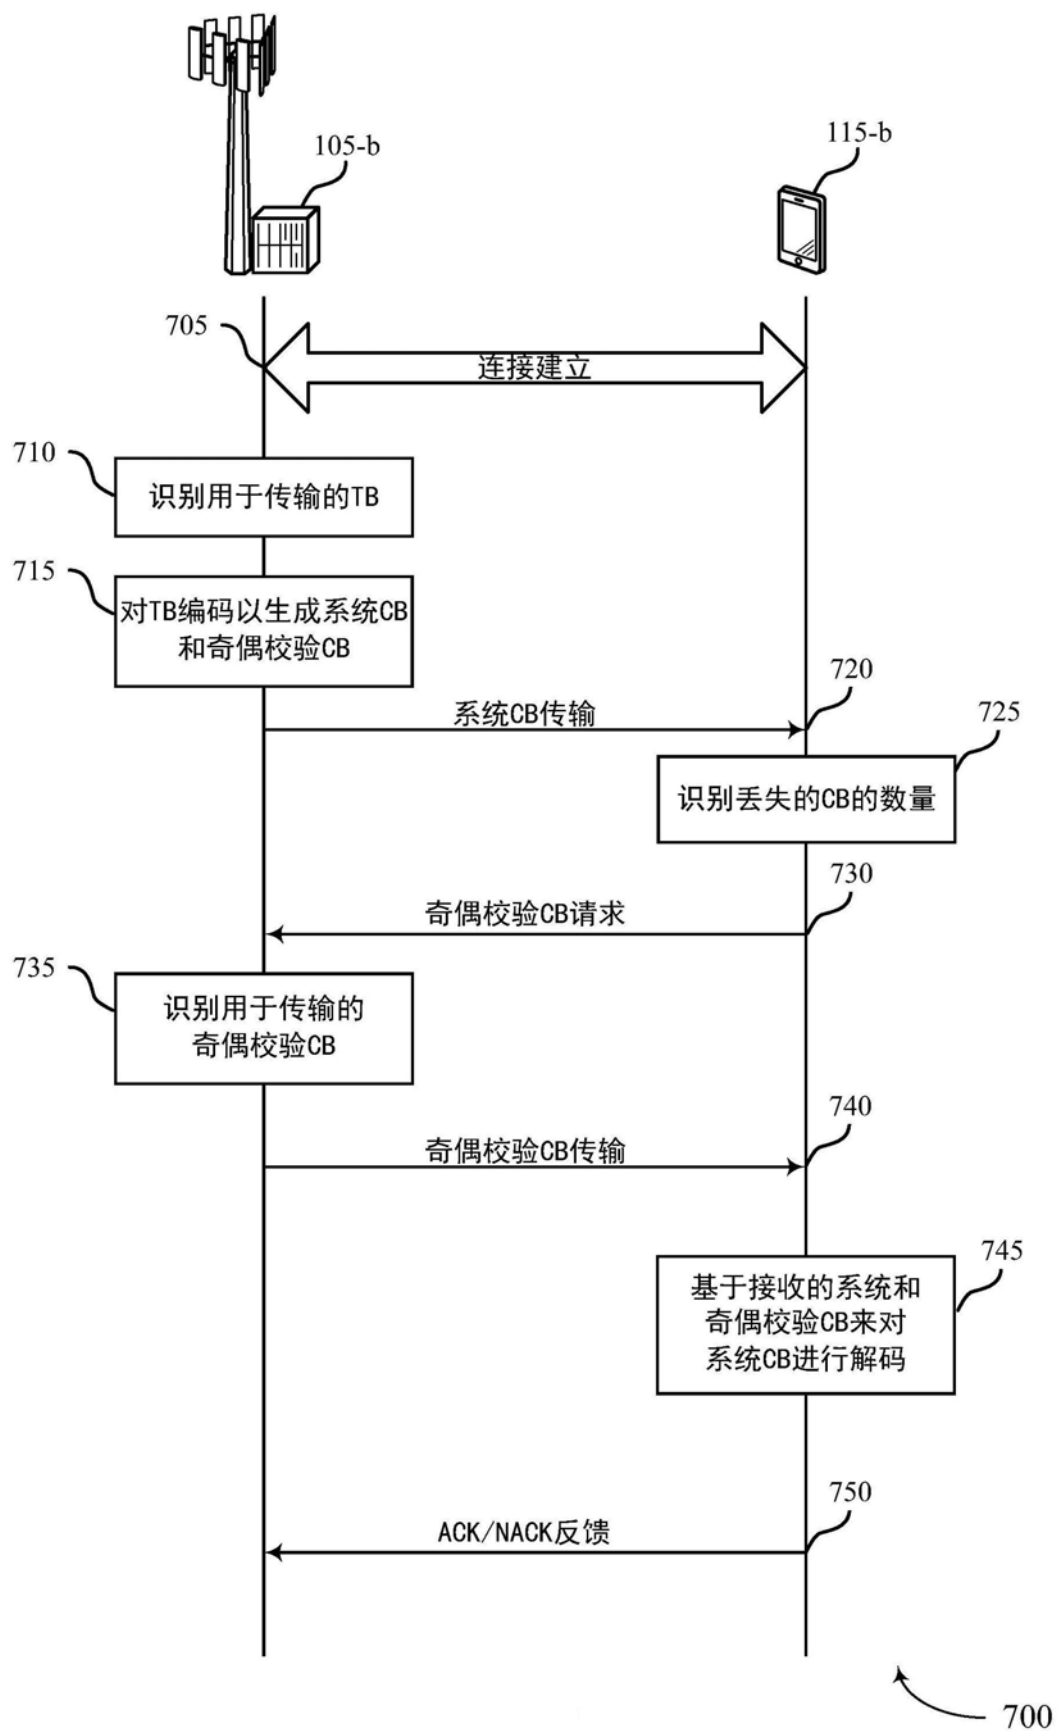 105-b
115-b
705
连接建立
710
识别用于传输的TB
715
对TB编码以生成系统CB
和奇偶校验CB
720
系统CB传输
725
识别丢失的CB的数量
730
奇偶校验CB请求
735
识别用于传输的
奇偶校验CB
740
奇偶校验CB传输
745
基于接收的系统和
奇偶校验CB来对
系统CB进行解码
750
ACK/NACK反馈
700